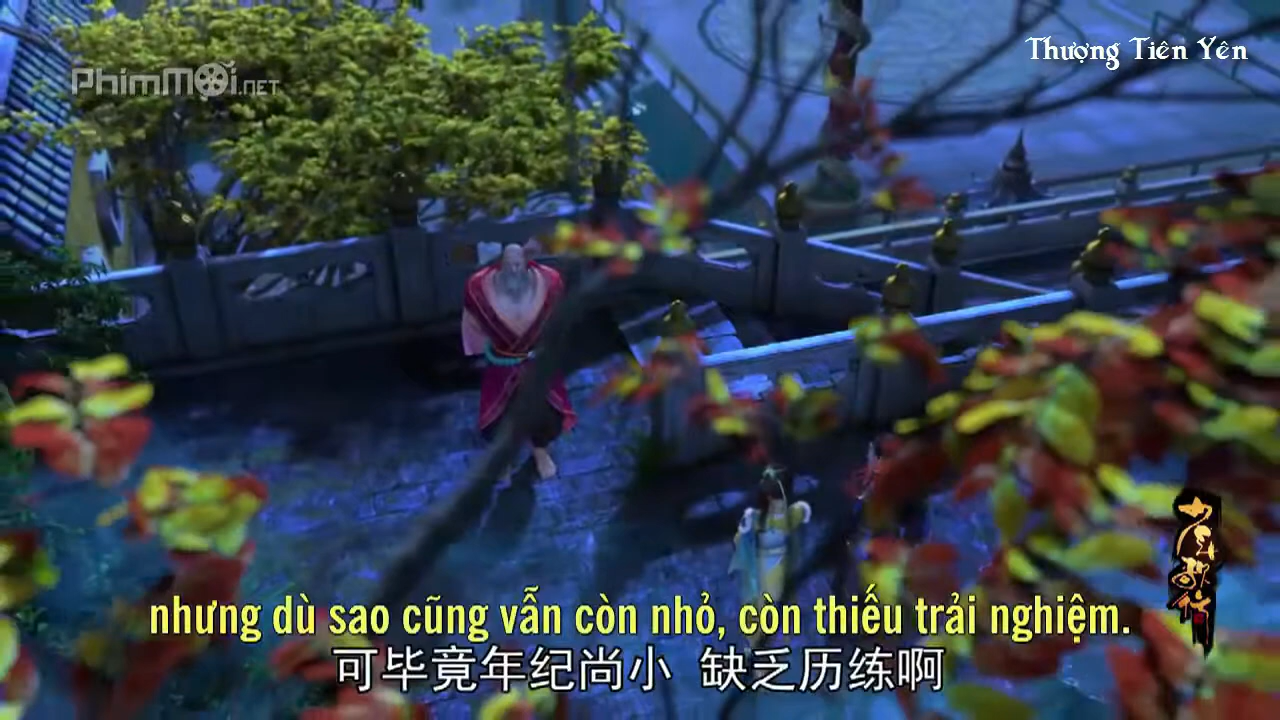 Thượng Tiên Yên
PhimMới.NET
nhưng dù sao cũng vẫn còn nhỏ, còn thiếu trải nghiệm.
可毕竟年纪尚小 缺乏历练啊